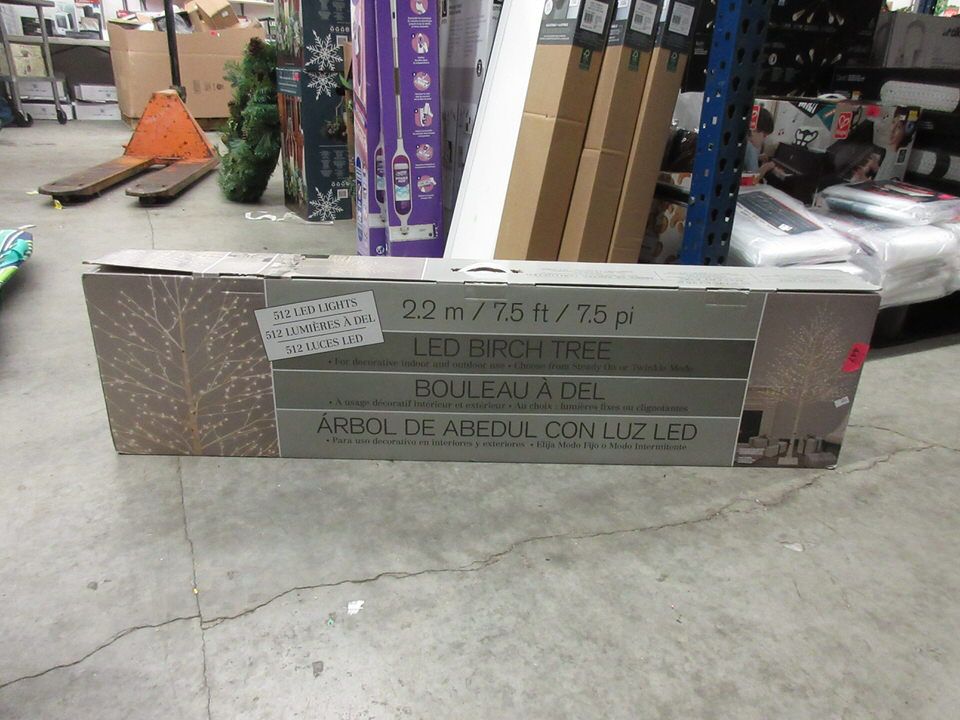 512 LED LIGHTS
512 LUMIÈRES À DEL
512 LUCES LED
2.2 m / 7.5 ft / 7.5 pi
LED BIRCH TREE
• For decorative indoor and outdoor use • Choose from Steady On or Twinkle Mode
BOULEAU À DEL
• À usage décoratif intérieur et extérieur • Au choix : lumières fixes ou clignotantes
ÁRBOL DE ABEDUL CON LUZ LED
• Para uso decorativo en interiores y exteriores • Elija Modo Fijo o Modo Intermitente